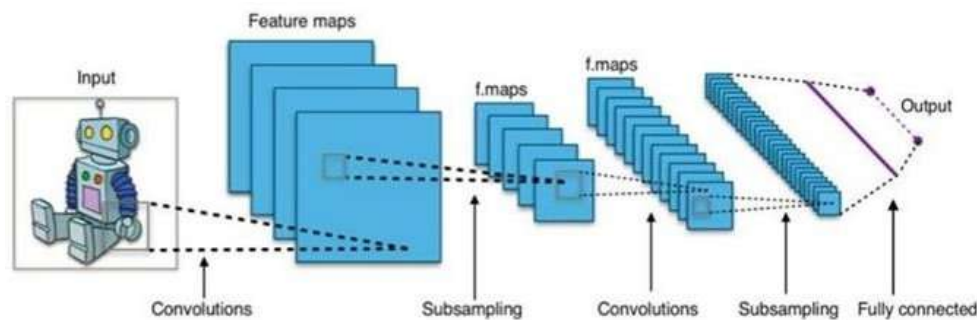 Feature maps
Input
f.maps
f.maps
Output
Convolutions
Subsampling
Convolutions
Subsampling
Fully connected